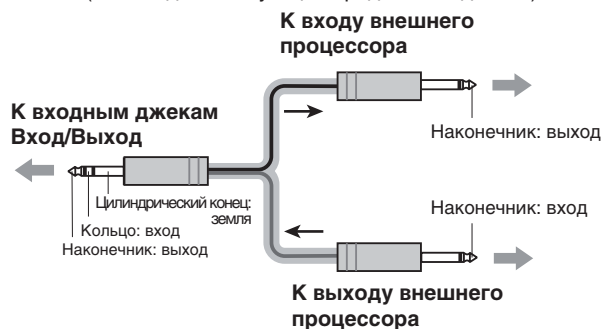 К входу внешнего
процессора
К входным джекам
Вход/Выход
Наконечник: выход
Цилиндрический конец:
земля
Кольцо: вход
Наконечник: выход
Наконечник: вход
К выходу внешнего
процессора